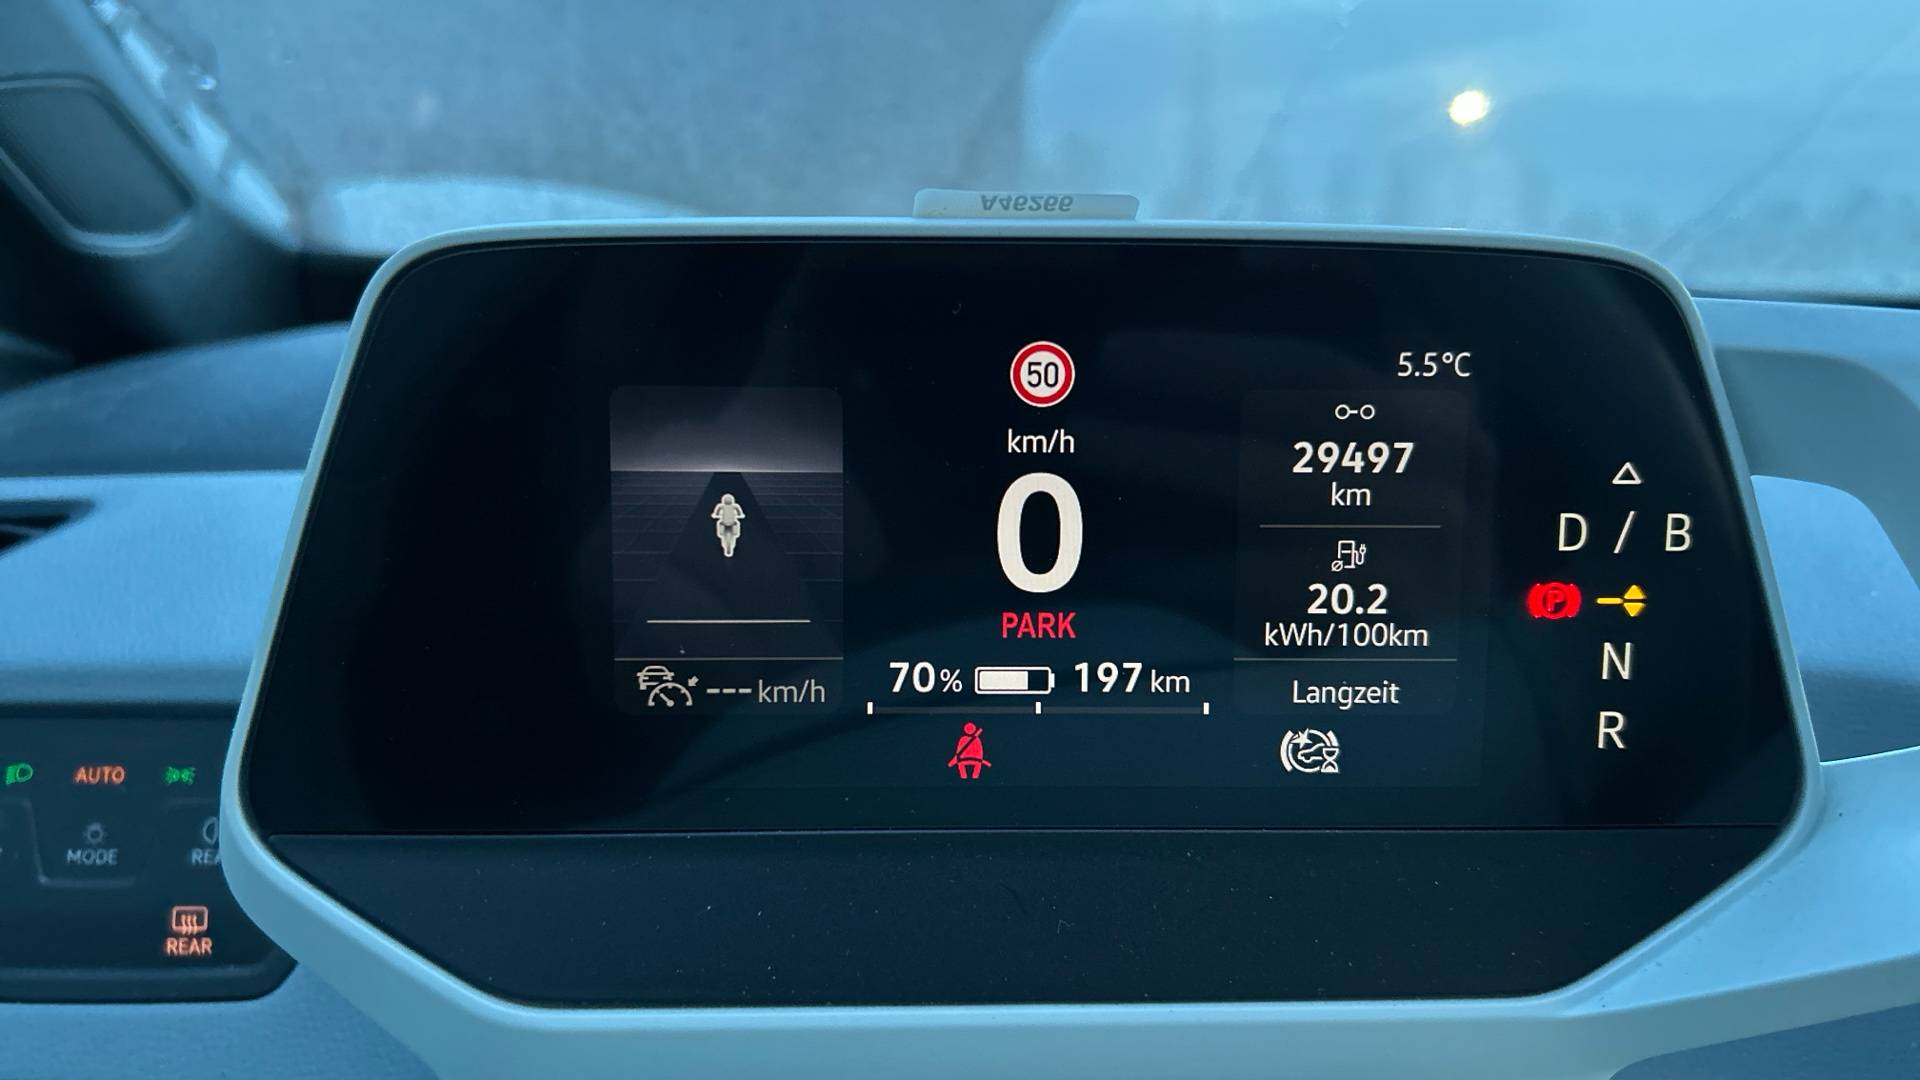 A46266
50
5.5°C
km/h
0
PARK
70% 197 km
--- km/h
29497
km
20.2
kWh/100km
Langzeit
D / B
P
N
R
AUTO
MODE
REAR